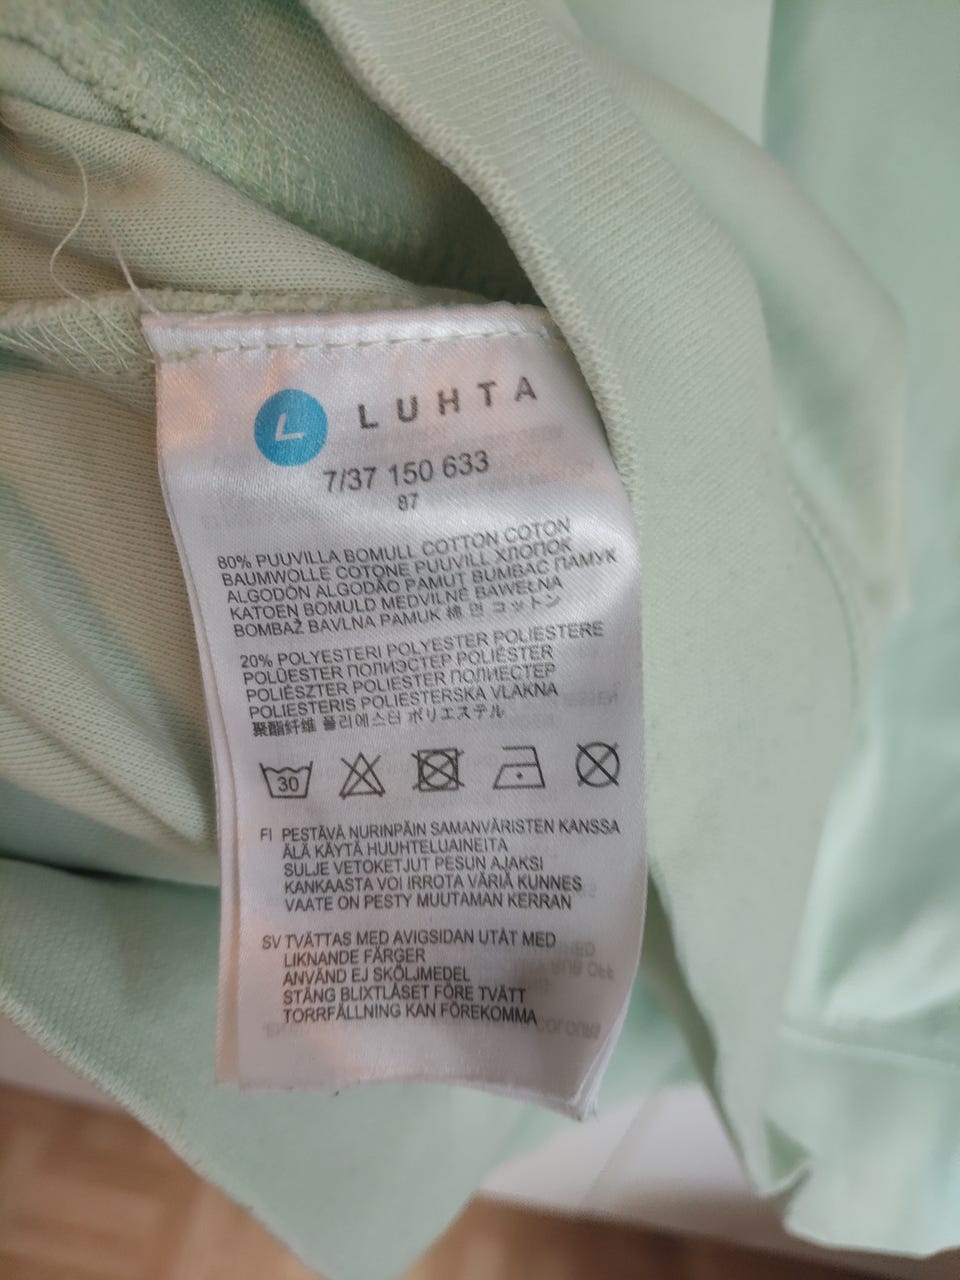 L LUHTA
7/37 150 633
87
80% PUUVILLA BOMULL COTTON COTON
BAUMWOLLE COTONE PUUVILL ХЛОПОК
ALGODÓN ALGODÃO PAMUT BUMBAC ПАМУК
KATOEN BOMULD MEDVILNĖ BAWEŁNA
BOMBAŽ BAVLNA PAMUK 棉 면 コットン
20% POLYESTERI POLYESTER POLIESTERE
POLÜESTER ПОЛИЭСТЕР POLIÉSTER
POLIÉSZTER POLIESTER ПОЛИЕСТЕР
POLIESTERIS POLIESTERSKA VLAKNA
聚酯纤维 폴리에스터 ポリエステル
30
FI PESTÄVÄ NURINPÄIN SAMANVÄRISTEN KANSSA
ÄLÄ KÄYTÄ HUUHTELUAINEITA
SULJE VETOKETJUT PESUN AJAKSI
KANKAASTA VOI IRROTA VÄRIÄ KUNNES
VAATE ON PESTY MUUTAMAN KERRAN
SV TVÄTTAS MED AVIGSIDAN UTÅT MED
LIKNANDE FÄRGER
ANVÄND EJ SKÖLJMEDEL
STÄNG BLIXTLÅSET FÖRE TVÄTT
TORRFÄLLNING KAN FÖREKOMMA